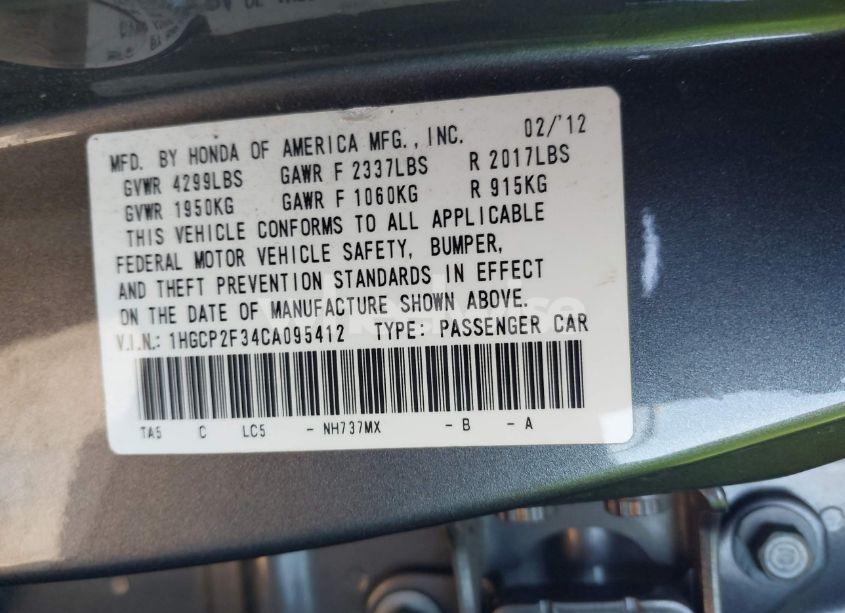 MFD. BY HONDA OF AMERICA MFG., INC. 02/'12
GVWR 4299LBS GAWR F 2337LBS R 2017LBS
GVWR 1950KG GAWR F 1060KG R 915KG
THIS VEHICLE CONFORMS TO ALL APPLICABLE
FEDERAL MOTOR VEHICLE SAFETY, BUMPER,
AND THEFT PREVENTION STANDARDS IN EFFECT
ON THE DATE OF MANUFACTURE SHOWN ABOVE.
V.I.N.: 1HGCP2F34CA095412 TYPE: PASSENGER CAR
TA5 C LC5 - NH737MX - B - A